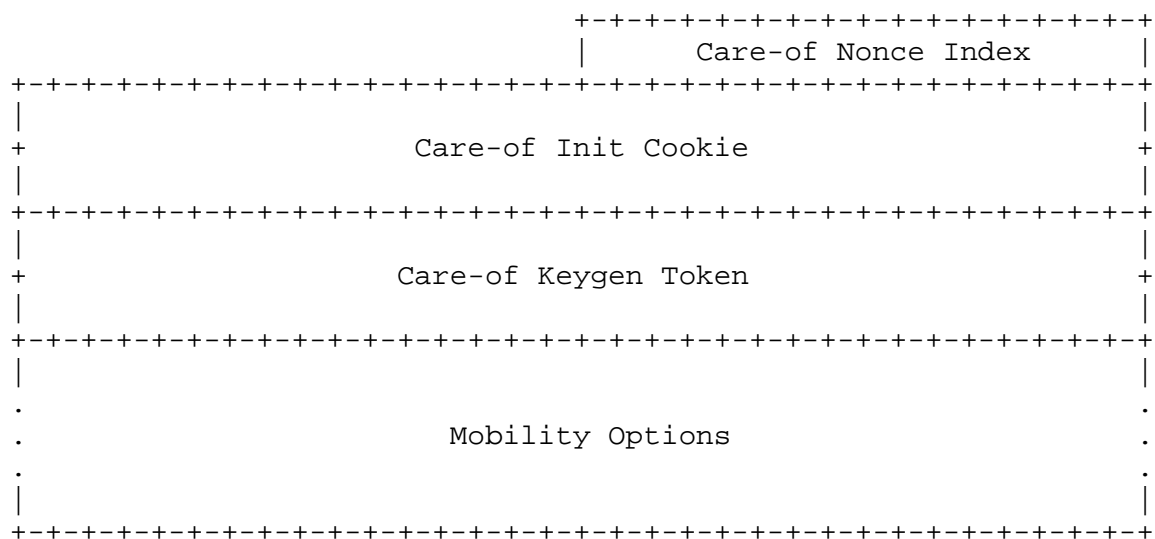 Care-of Nonce Index
Care-of Init Cookie
Care-of Keygen Token
Mobility Options